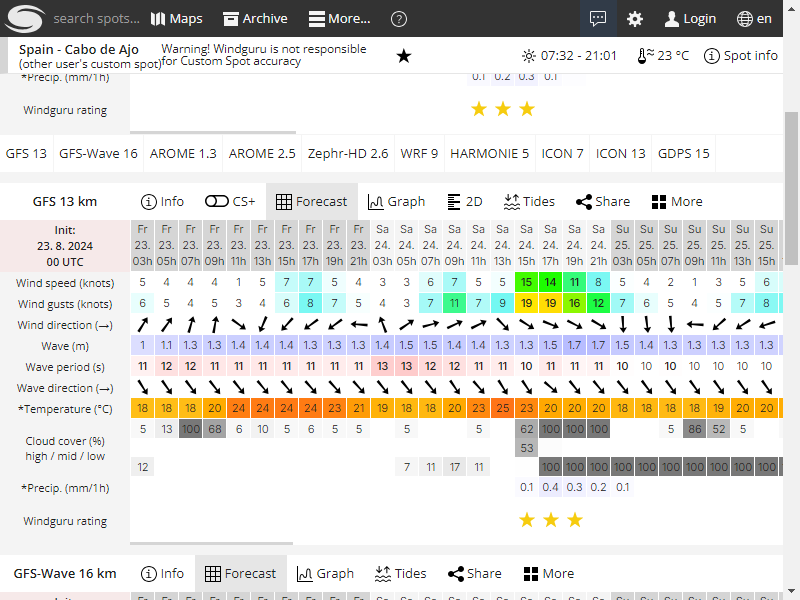 search spots... Maps Archive More... ? Login en
Spain - Cabo de Ajo
(other user's custom spot)
Warning! Windguru is not responsible
for Custom Spot accuracy
07:32 - 21:01 23 °C Spot info
*Precip. (mm/1h) 0.1 0.2 0.3 0.1
Windguru rating
GFS 13 GFS-Wave 16 AROME 1.3 AROME 2.5 Zephr-HD 2.6 WRF 9 HARMONIE 5 ICON 7 ICON 13 GDPS 15
GFS 13 km Info CS+ Forecast Graph 2D Tides Share More
Init:
23. 8. 2024
00 UTC
Fr Fr Fr Fr Fr Fr Fr Fr Fr Fr Sa Sa Sa Sa Sa Sa Sa Sa Sa Sa Su Su Su Su Su Su Su
23. 23. 23. 23. 23. 23. 23. 23. 23. 23. 24. 24. 24. 24. 24. 24. 24. 24. 24. 24. 25. 25. 25. 25. 25. 25. 25.
03h 05h 07h 09h 11h 13h 15h 17h 19h 21h 03h 05h 07h 09h 11h 13h 15h 17h 19h 21h 03h 05h 07h 09h 11h 13h 15h
Wind speed (knots) 5 4 4 4 1 5 7 7 5 4 3 3 6 7 5 5 15 14 11 8 5 4 2 1 3 5 6
Wind gusts (knots) 6 5 4 5 3 4 6 8 7 5 4 3 7 11 7 9 19 19 16 12 7 6 5 4 5 7 8
Wind direction (→)
Wave (m) 1 1.1 1.3 1.3 1.4 1.4 1.3 1.3 1.3 1.3 1.4 1.5 1.5 1.4 1.3 1.3 1.5 1.7 1.7 1.5 1.4 1.3 1.3 1.3 1.3 1.3
Wave period (s) 11 12 12 11 11 11 11 11 11 11 13 13 12 12 11 11 10 11 11 11 10 10 10 10 10 10 10
Wave direction (→)
*Temperature (°C) 18 18 18 20 24 24 24 24 23 21 19 18 18 20 23 25 23 20 20 20 18 18 18 18 19 20 20
Cloud cover (%)
high / mid / low
5 13 100 68 6 10 5 6 5 5 5 5 62 100 100 100 5 86 52 5
53
12 7 11 17 11 100 100 100 100 100 100 100 100 100 100
*Precip. (mm/1h) 0.1 0.4 0.3 0.2 0.1
Windguru rating
GFS-Wave 16 km Info Forecast Graph Tides Share More